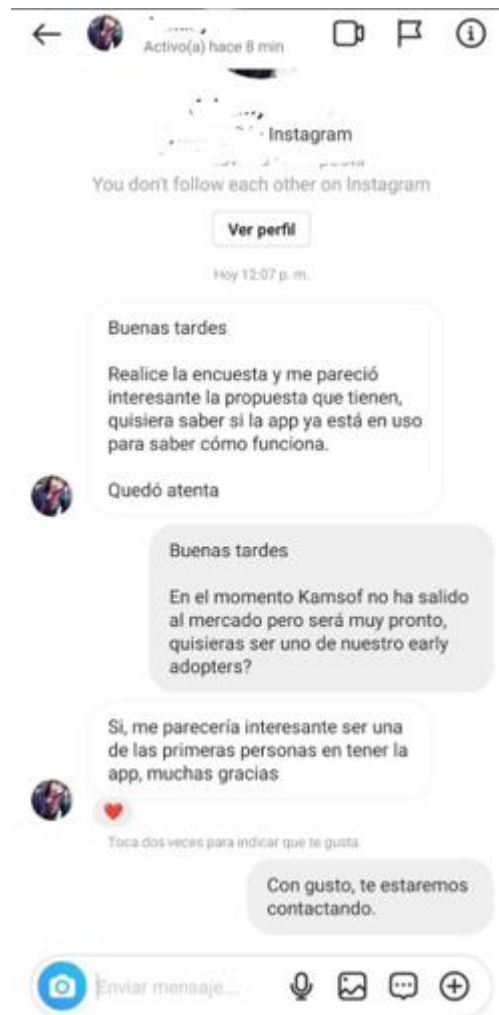 Activo(a) hace 8 min
Instagram
You don't follow each other on Instagram
Ver perfil
Hoy 12:07 p. m.
Buenas tardes
Realice la encuesta y me pareció
interesante la propuesta que tienen,
quisiera saber si la app ya está en uso
para saber cómo funciona.
Quedó atenta
Buenas tardes
En el momento Kamsof no ha salido
al mercado pero será muy pronto,
quisieras ser uno de nuestro early
adopters?
Si, me parecería interesante ser una
de las primeras personas en tener la
app, muchas gracias
Toca dos veces para indicar que te gusta.
Con gusto, te estaremos
contactando.
Enviar mensaje...